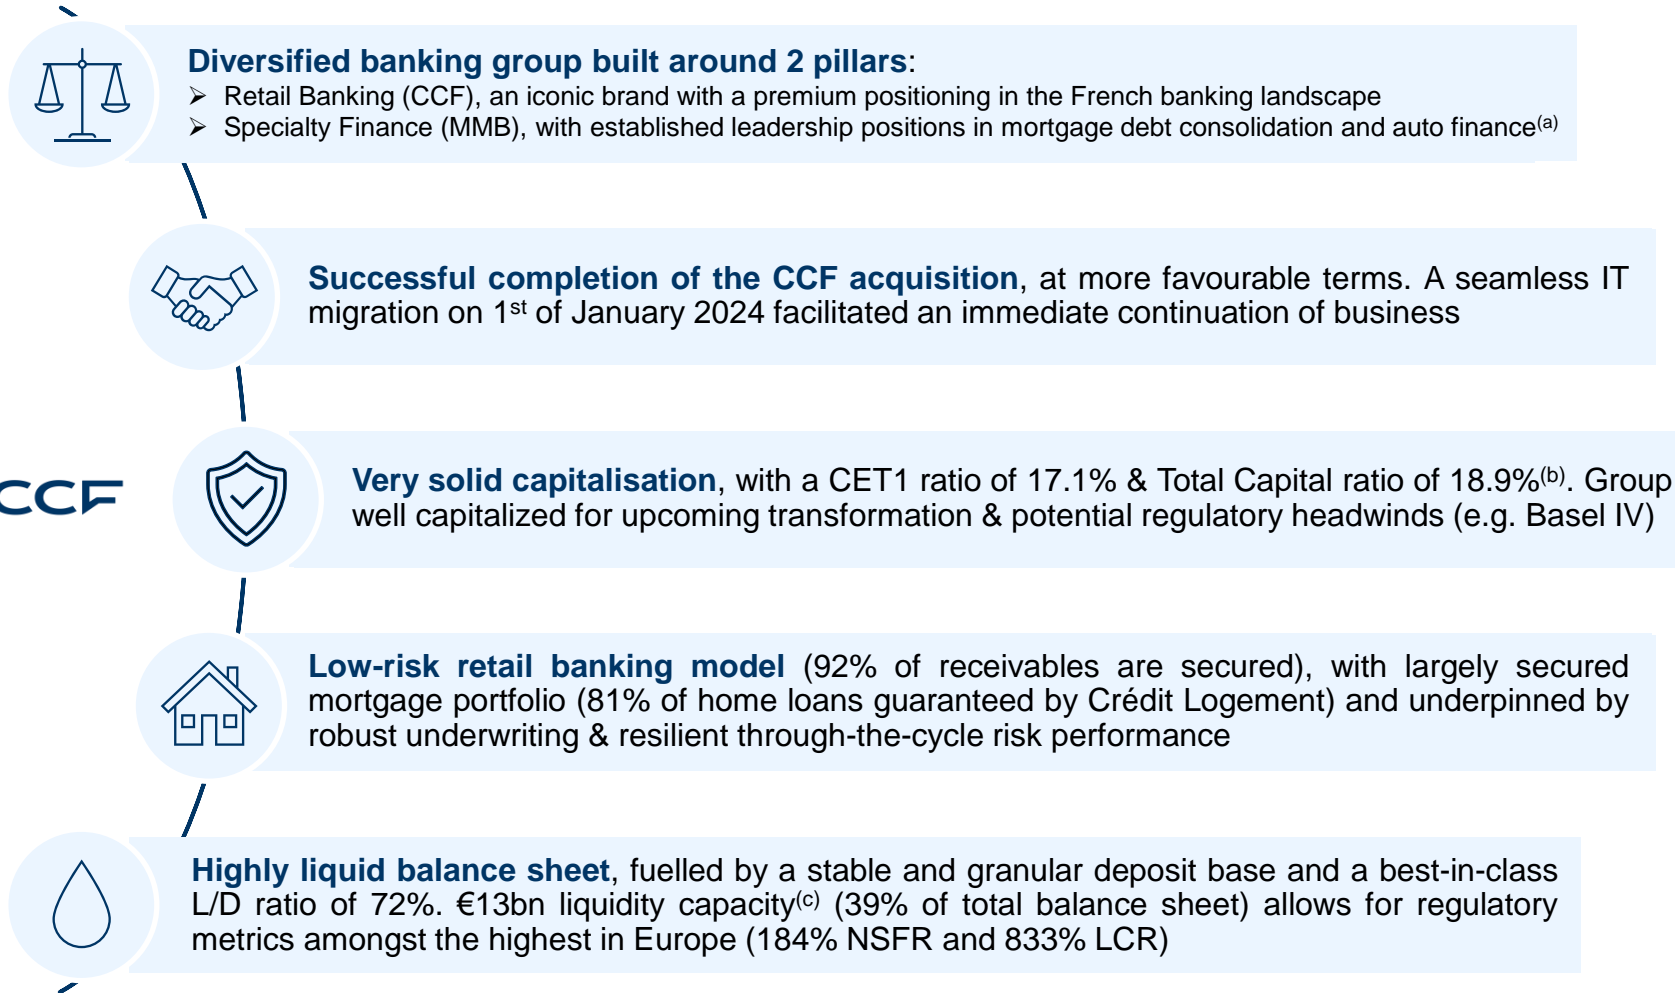 Diversified banking group built around 2 pillars:
➢ Retail Banking (CCF), an iconic brand with a premium positioning in the French banking landscape
➢ Specialty Finance (MMB), with established leadership positions in mortgage debt consolidation and auto finance(a)
Successful completion of the CCF acquisition, at more favourable terms. A seamless IT
migration on 1st of January 2024 facilitated an immediate continuation of business
CCF
Very solid capitalisation, with a CET1 ratio of 17.1% & Total Capital ratio of 18.9%(b). Group
well capitalized for upcoming transformation & potential regulatory headwinds (e.g. Basel IV)
Low-risk retail banking model (92% of receivables are secured), with largely secured
mortgage portfolio (81% of home loans guaranteed by Crédit Logement) and underpinned by
robust underwriting & resilient through-the-cycle risk performance
Highly liquid balance sheet, fuelled by a stable and granular deposit base and a best-in-class
L/D ratio of 72%. €13bn liquidity capacity(c) (39% of total balance sheet) allows for regulatory
metrics amongst the highest in Europe (184% NSFR and 833% LCR)